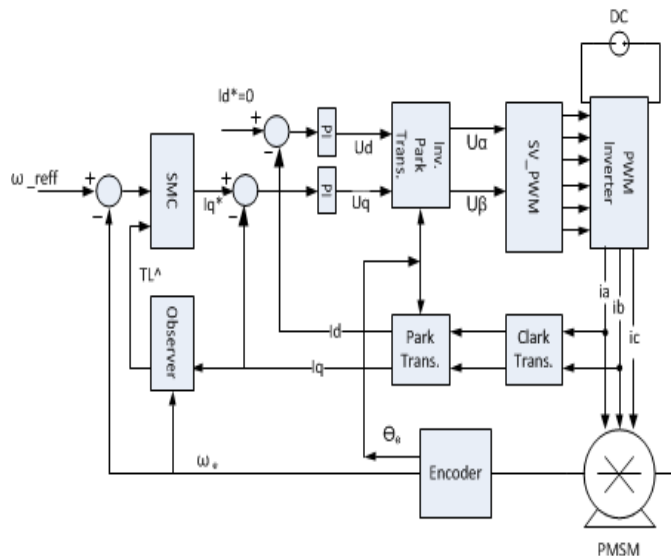 DC
Id*=0
+
-
PI
Ud
Inv.
Park
Trans.
Uα
SV_PWM
PWM
Inverter
ω_reff
+
-
SMC
Iq*
+
-
PI
Uq
Uβ
TL^
ia
ib
ic
Observer
Id
Iq
Park
Trans.
Clark
Trans.
Θe
ωe
Encoder
PMSM